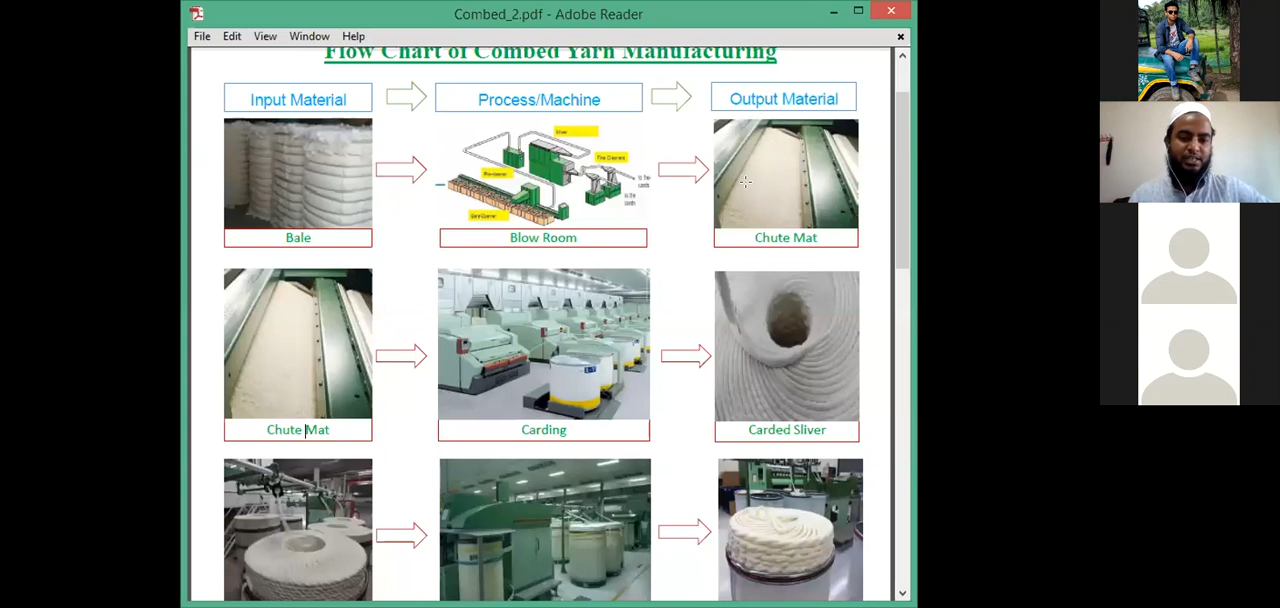 Combed_2.pdf - Adobe Reader
File Edit View Window Help
Flow Chart of Combed Yarn Manufacturing
Input Material Process/Machine Output Material
Bale Blow Room Chute Mat
Chute Mat Carding Carded Sliver